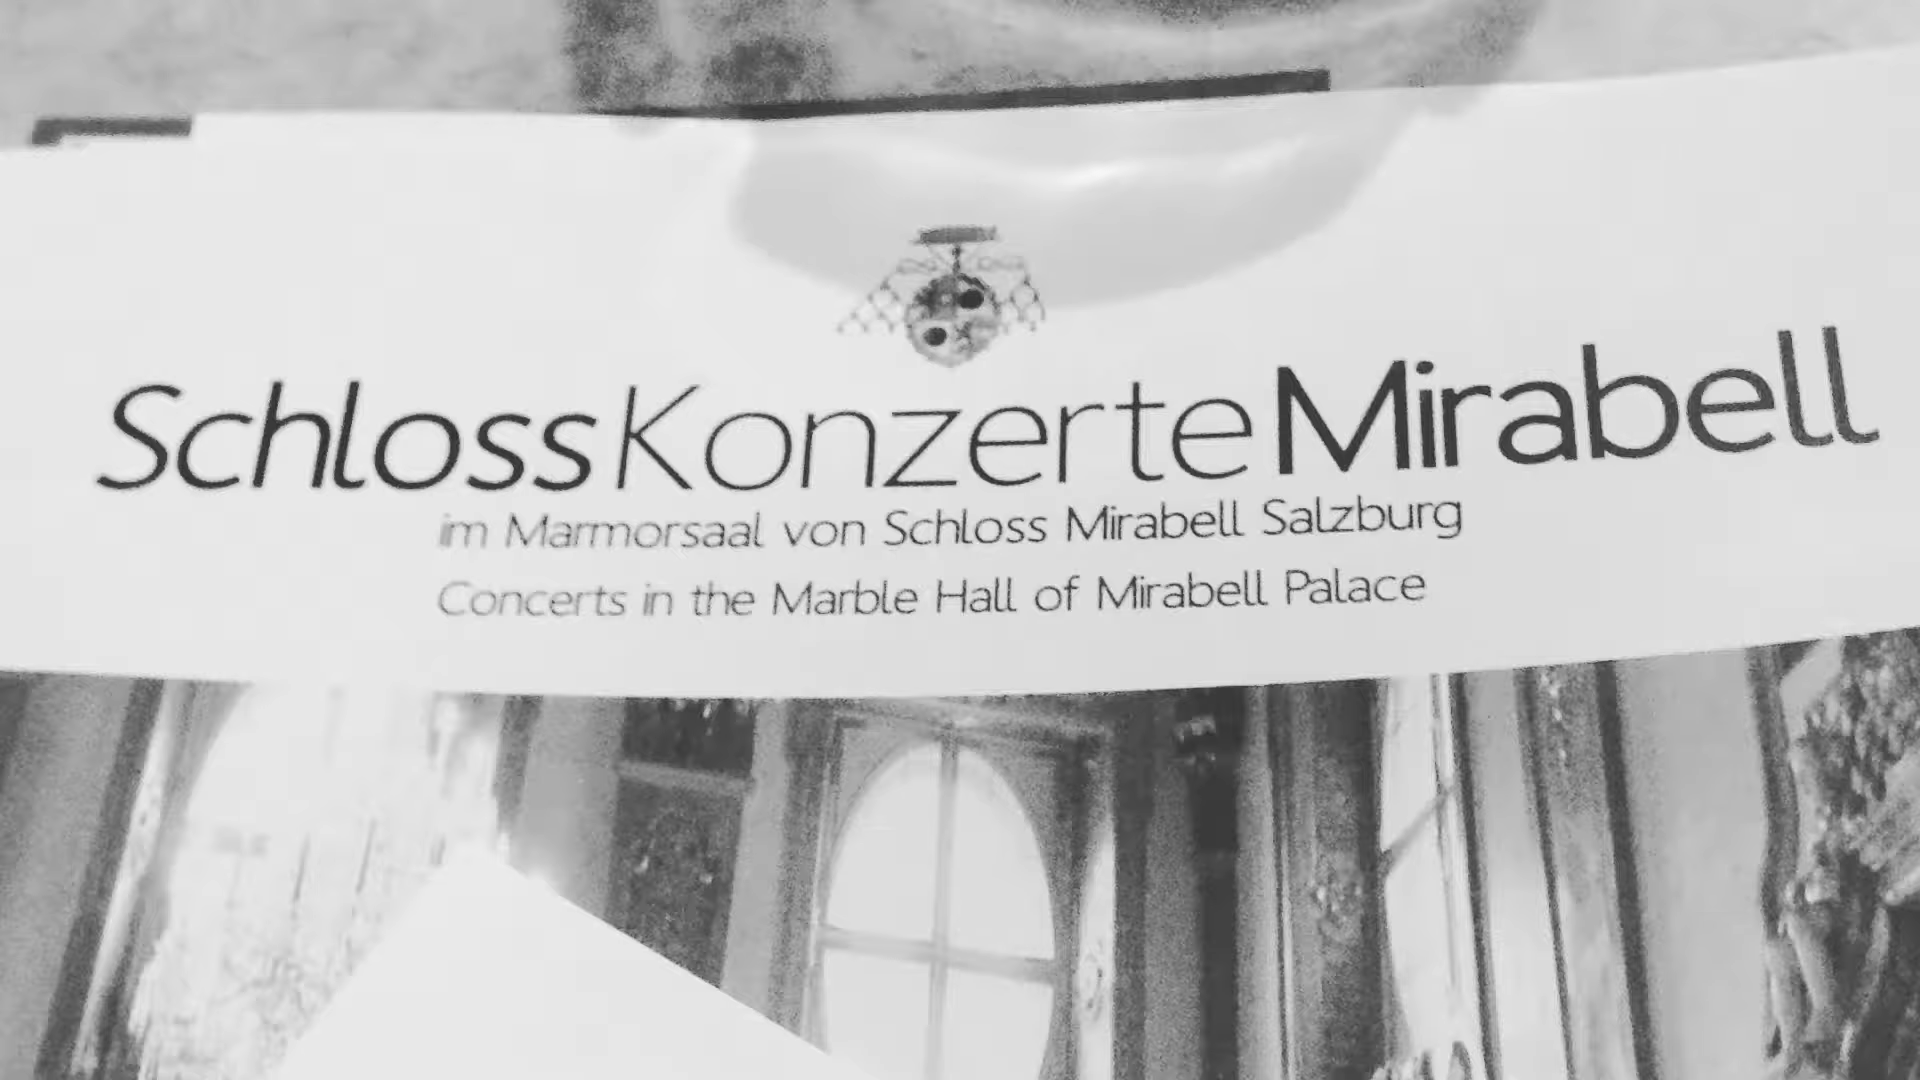 SchlossKonzerteMirabell
im Marmorsaal von Schloss Mirabell Salzburg
Concerts in the Marble Hall of Mirabell Palace